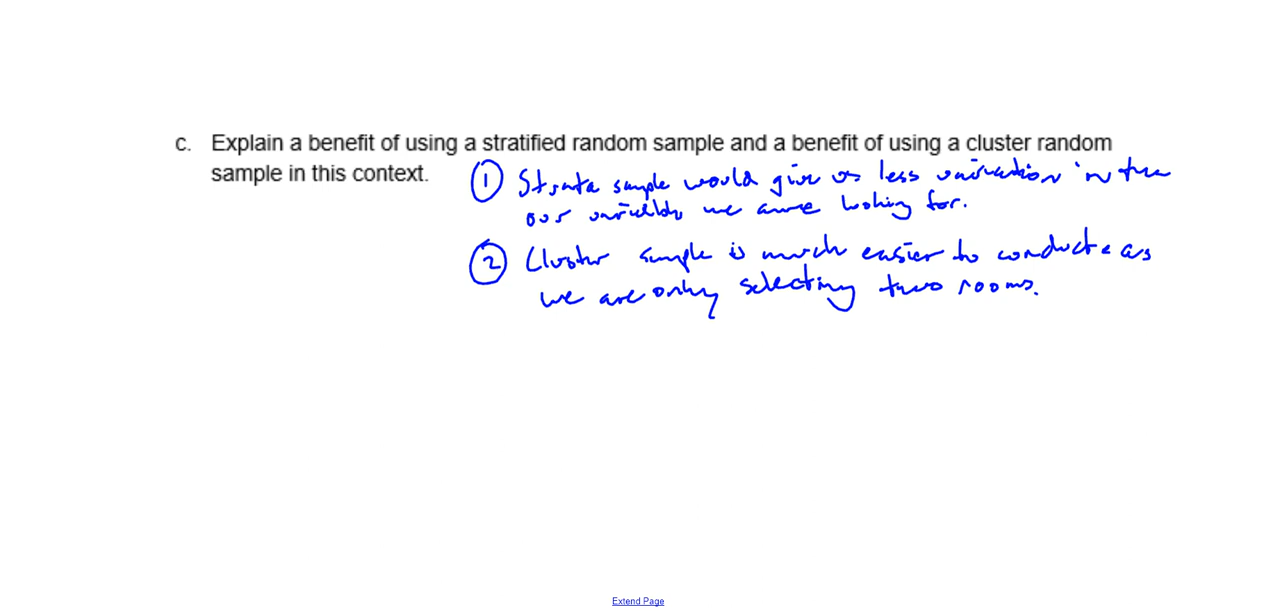 c. Explain a benefit of using a stratified random sample and a benefit of using a cluster random
sample in this context.
① Strata sample would give us less variation in the
our we are looking for.
② Cluster sample is much easier to conduct as
we are only selecting two rooms.
Extend Page